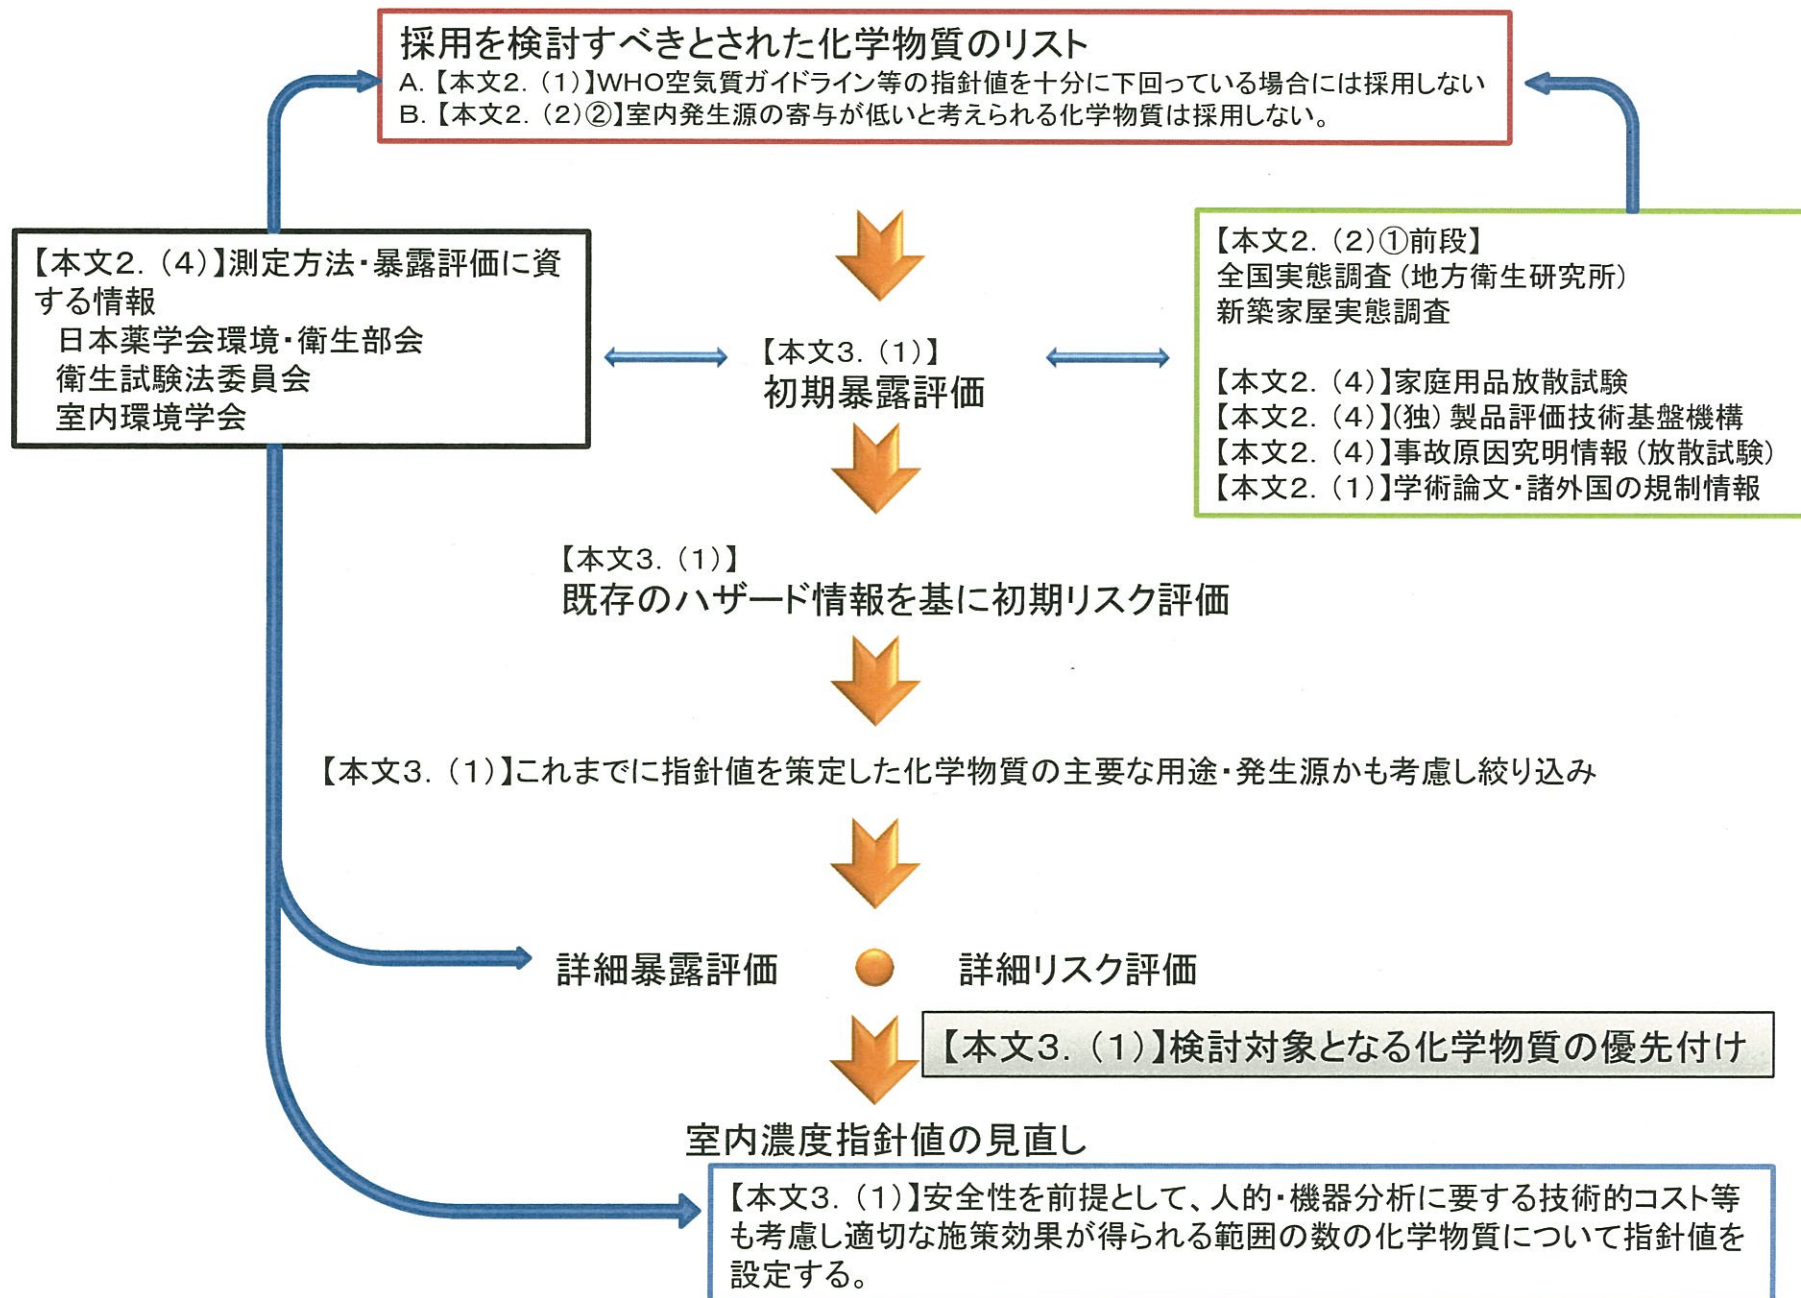 採用を検討すべきとされた化学物質のリスト
A.【本文2.（1）】WHO空気質ガイドライン等の指針値を十分に下回っている場合には採用しない
B.【本文2.（2）②】室内発生源の寄与が低いと考えられる化学物質は採用しない。
【本文2.（4）】測定方法・暴露評価に資
する情報
日本薬学会環境・衛生部会
衛生試験法委員会
室内環境学会
【本文3.（1）】
初期暴露評価
【本文2.（2）①前段】
全国実態調査（地方衛生研究所）
新築家屋実態調査
【本文2.（4）】家庭用品放散試験
【本文2.（4）】（独）製品評価技術基盤機構
【本文2.（4）】事故原因究明情報（放散試験）
【本文2.（1）】学術論文・諸外国の規制情報
【本文3.（1）】
既存のハザード情報を基に初期リスク評価
【本文3.（1）】これまでに指針値を策定した化学物質の主要な用途・発生源かも考慮し絞り込み
詳細暴露評価
詳細リスク評価
【本文3.（1）】検討対象となる化学物質の優先付け
室内濃度指針値の見直し
【本文3.（1）】安全性を前提として、人的・機器分析に要する技術的コスト等
も考慮し適切な施策効果が得られる範囲の数の化学物質について指針値を
設定する。